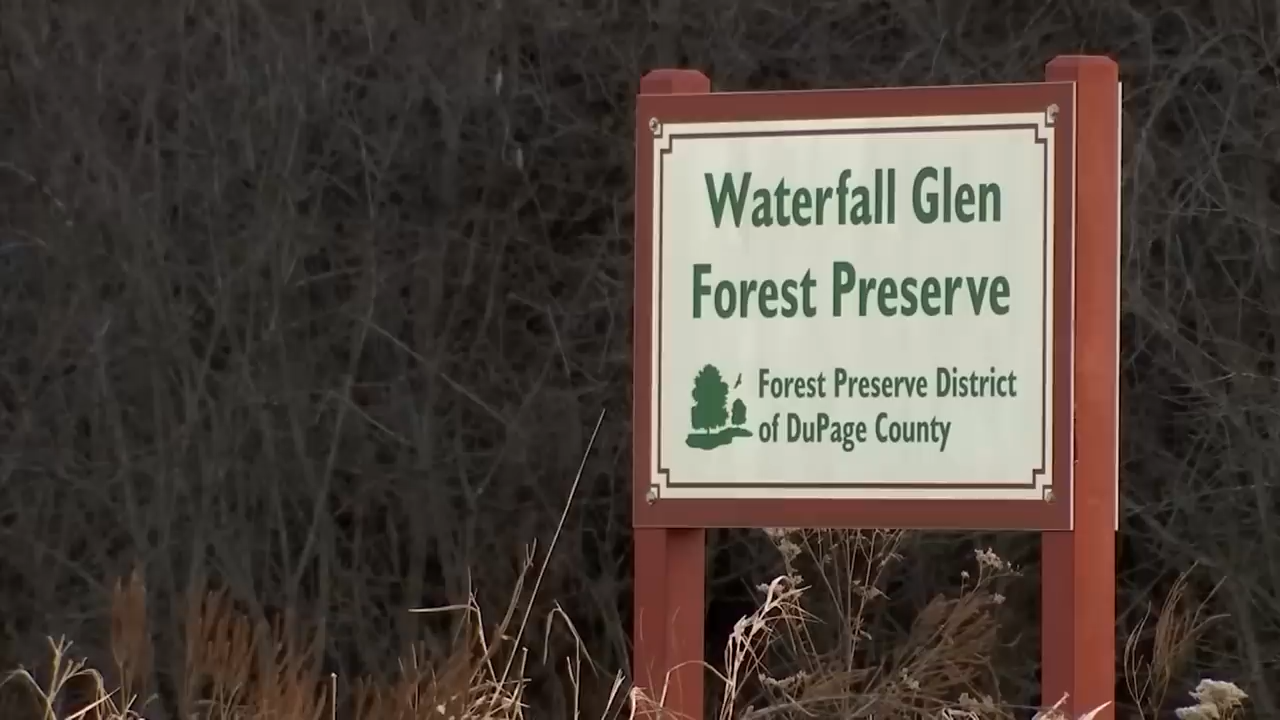 Waterfall Glen
Forest Preserve
Forest Preserve District
of DuPage County